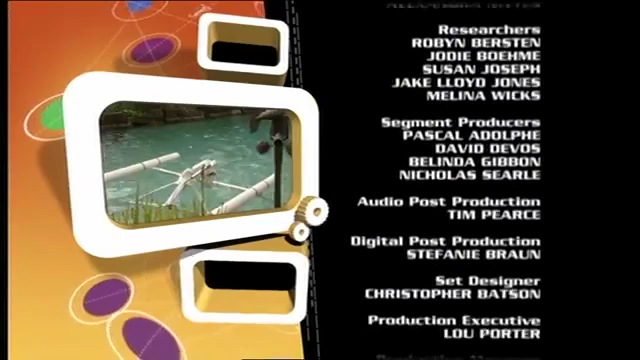 Researchers
ROBYN BERSTEN
JODIE BOEHME
SUSAN JOSEPH
JAKE LLOYD JONES
MELINA WICKS
Segment Producers
PASCAL ADOLPHE
DAVID DEVOS
BELINDA GIBBON
NICHOLAS SEARLE
Audio Post Production
TIM PEARCE
Digital Post Production
STEFANIE BRAUN
Set Designer
CHRISTOPHER BATSON
Production Executive
LOU PORTER